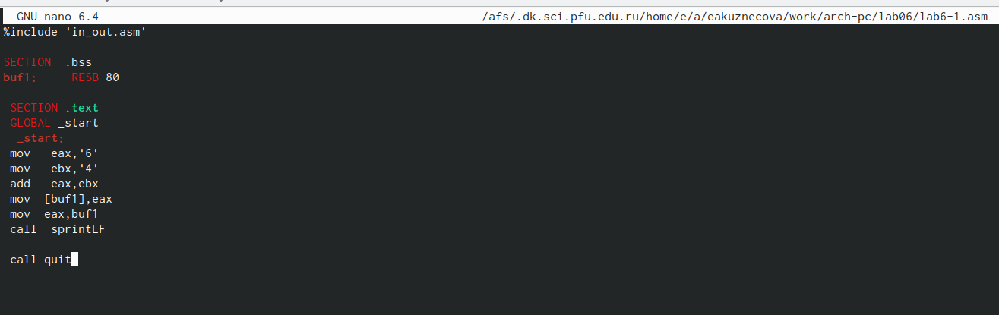 GNU nano 6.4 /afs/.dk.sci.pfu.edu.ru/home/e/a/eakuznecova/work/arch-pc/lab06/lab6-1.asm
%include 'in_out.asm'
SECTION .bss
buf1: RESB 80
SECTION .text
GLOBAL _start
_start:
mov eax,'6'
mov ebx,'4'
add eax,ebx
mov [buf1],eax
mov eax,buf1
call sprintLF
call quit